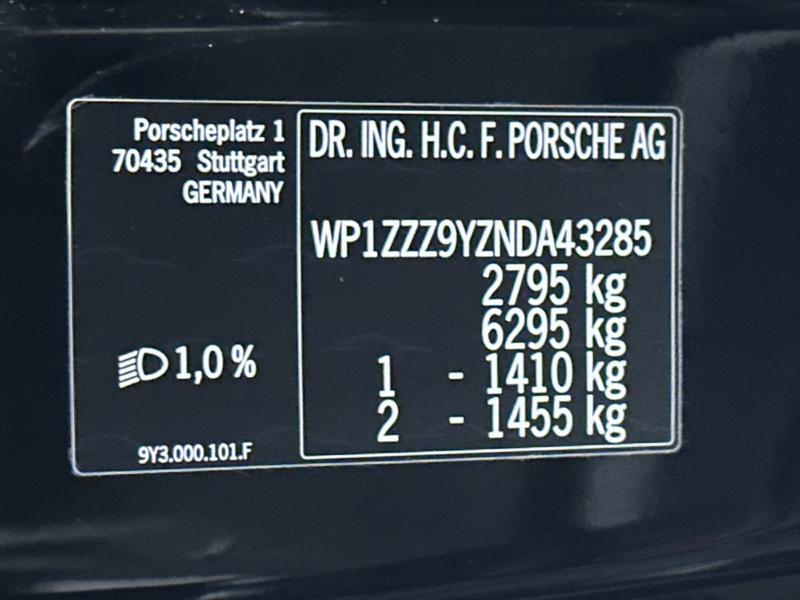 Porscheplatz 1
70435 Stuttgart
GERMANY
1,0 %
9Y3.000.101.F
DR. ING. H.C. F. PORSCHE AG
WP1ZZZ9YZNDA43285
2795 kg
6295 kg
1 - 1410 kg
2 - 1455 kg